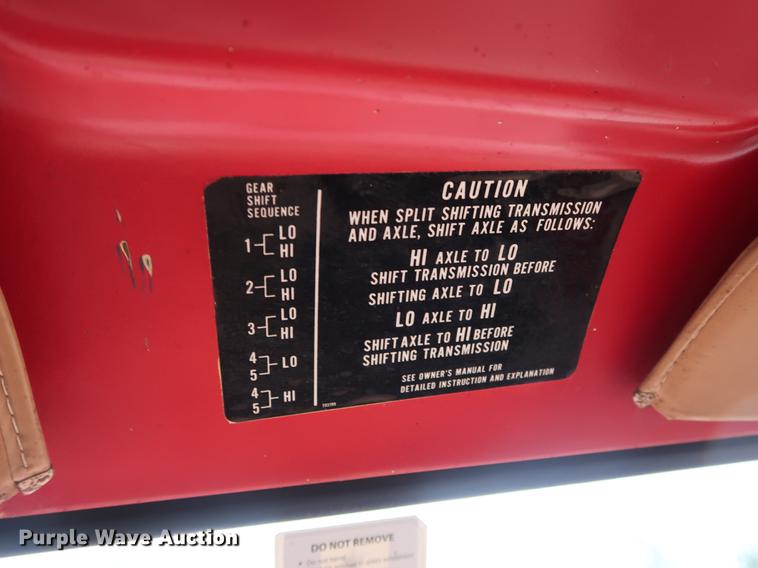 GEAR
SHIFT
SEQUENCE
1 LO
HI
2 LO
HI
3 LO
HI
4
5 LO
4
5 HI
CAUTION
WHEN SPLIT SHIFTING TRANSMISSION
AND AXLE, SHIFT AXLE AS FOLLOWS:
HI AXLE TO LO
SHIFT TRANSMISSION BEFORE
SHIFTING AXLE TO LO
LO AXLE TO HI
SHIFT AXLE TO HI BEFORE
SHIFTING TRANSMISSION
SEE OWNER'S MANUAL FOR
DETAILED INSTRUCTION AND EXPLANATION
DO NOT REMOVE
Purple Wave Auction